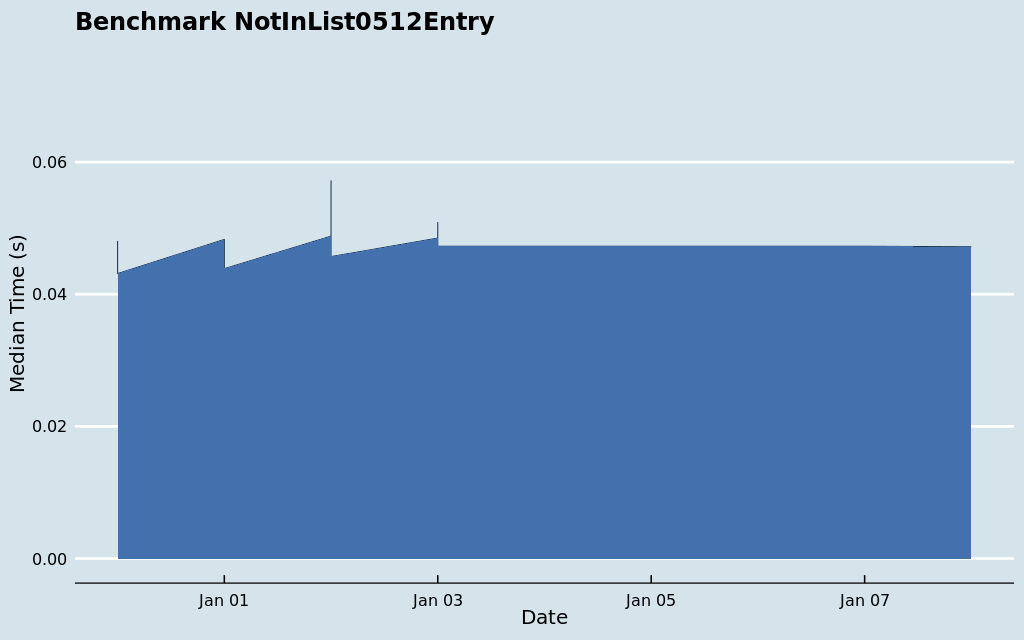 Benchmark NotInList0512Entry
0.06
0.04
0.02
0.00
Median Time (s)
Jan 01 Jan 03 Jan 05 Jan 07
Date